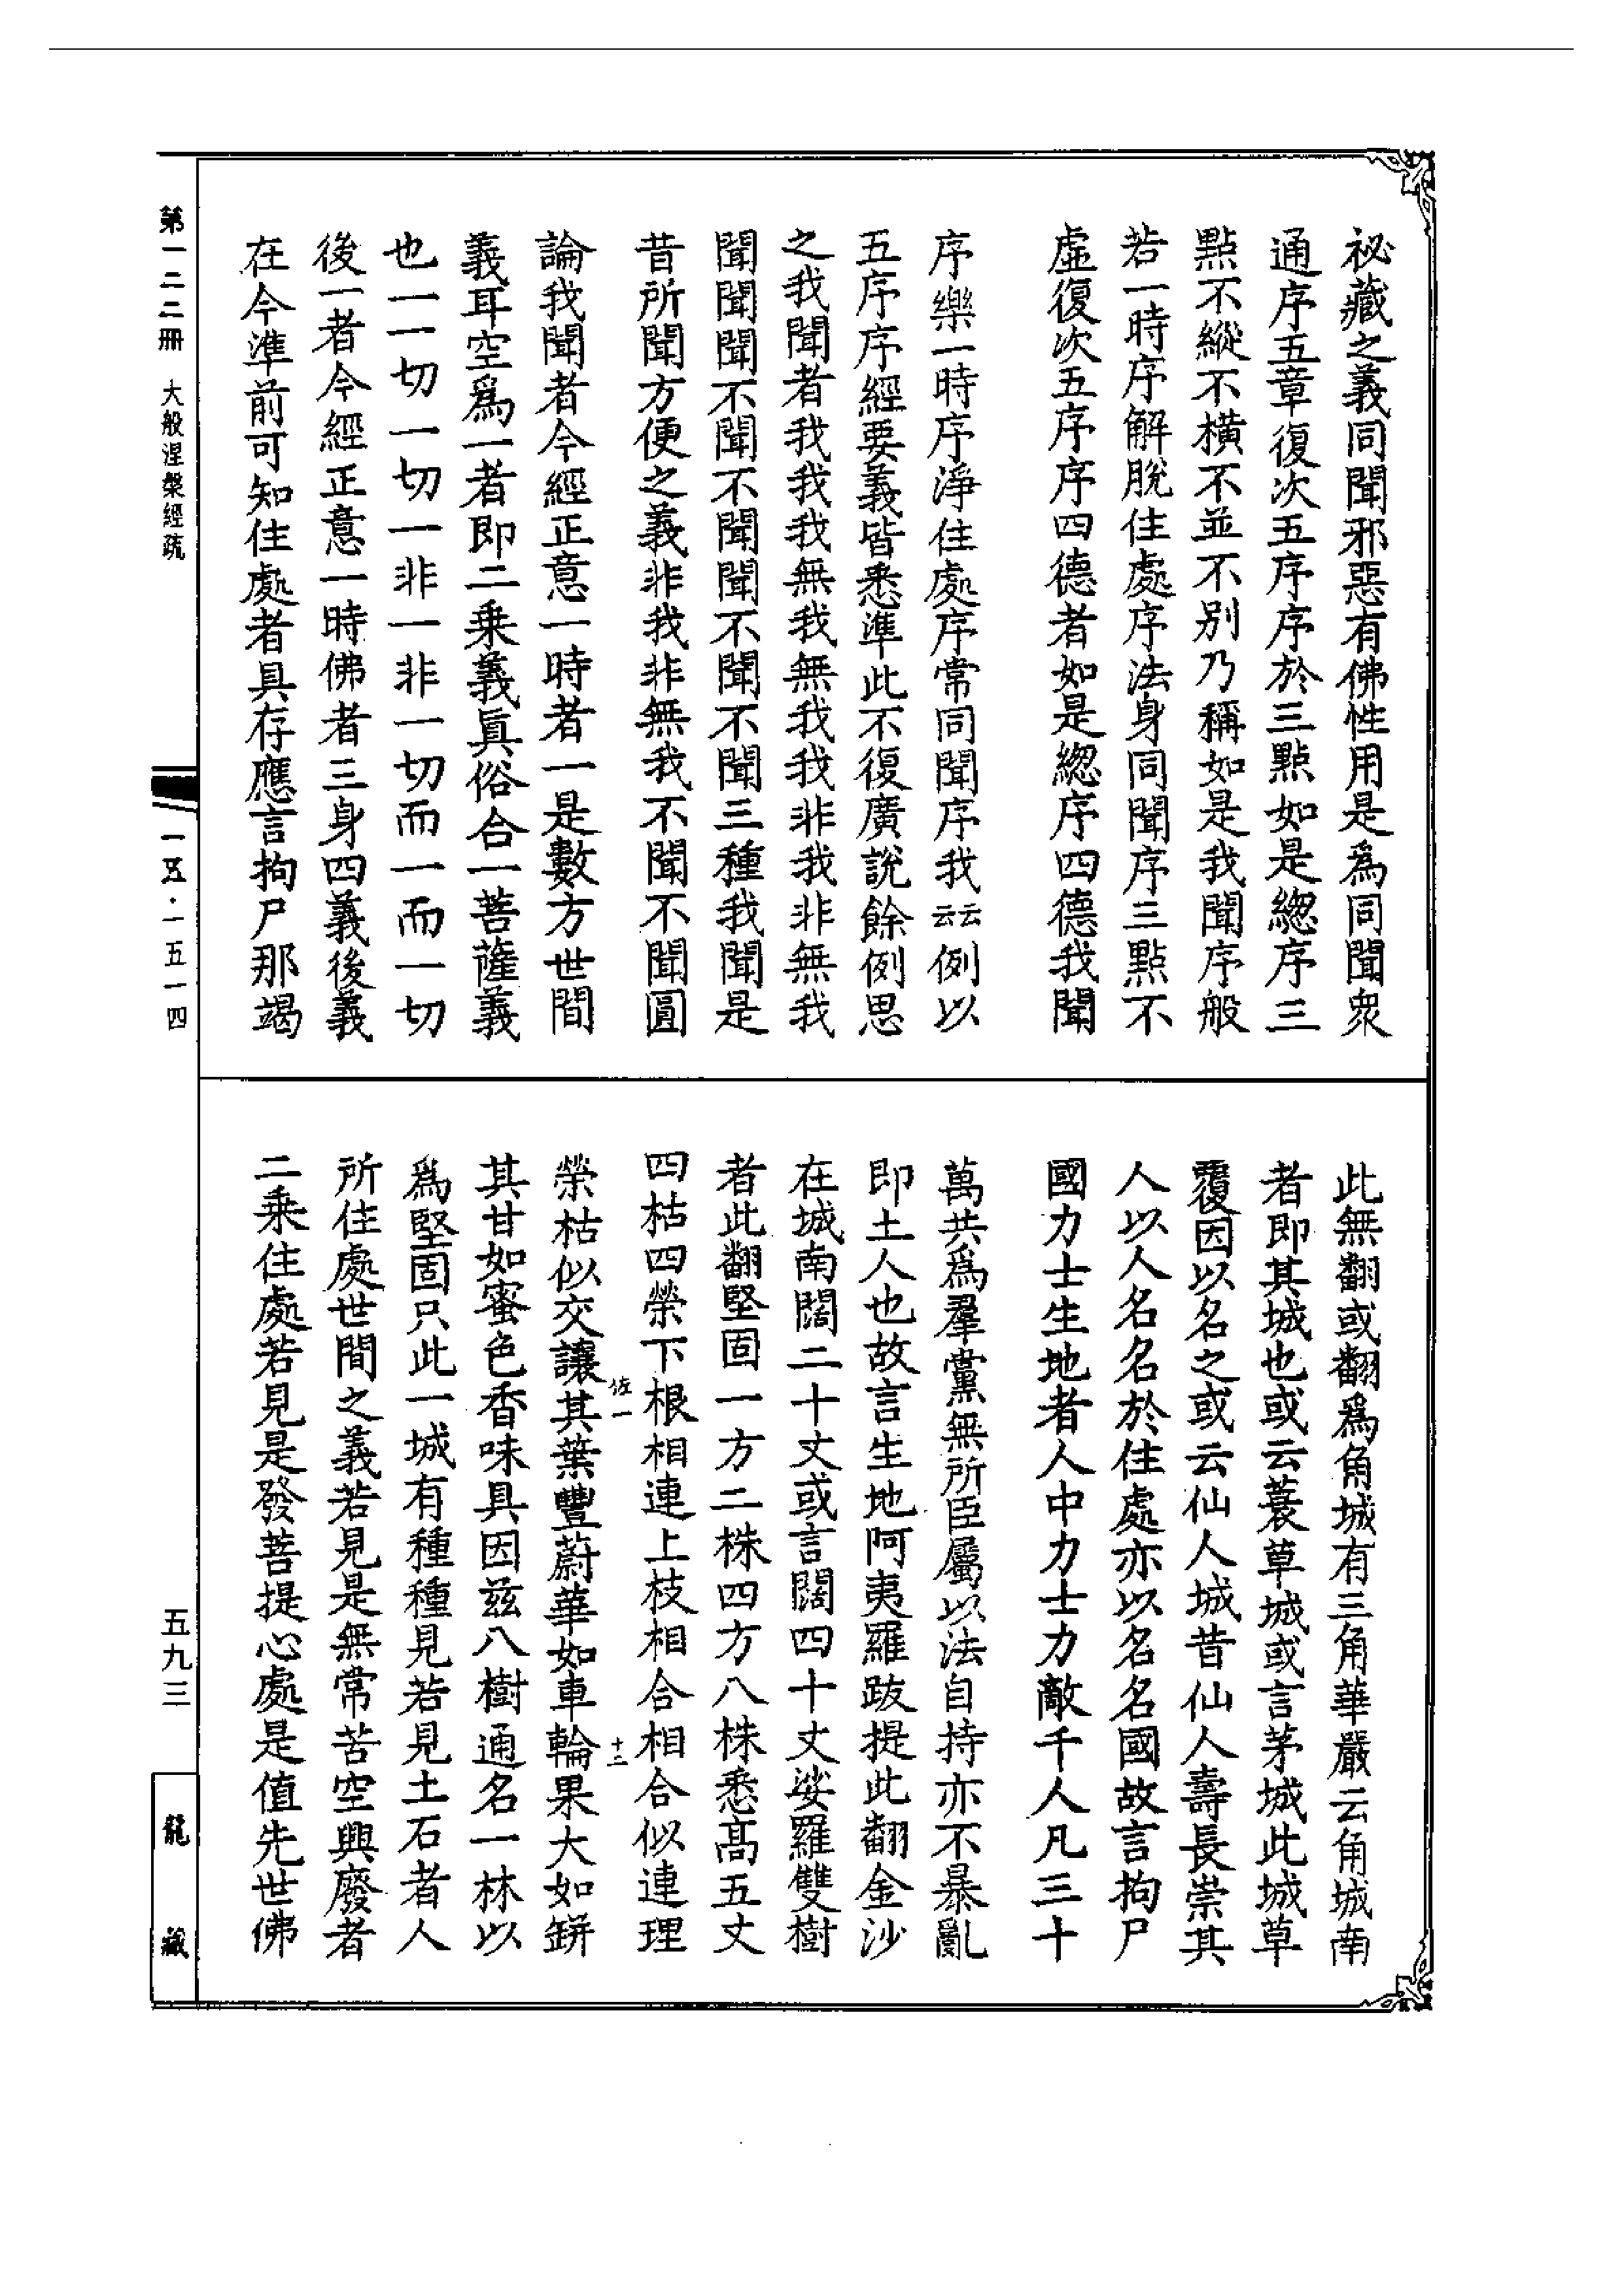 祕藏之義同聞邪惡有佛性用是爲同聞衆
通序五章復次五序序於三點如是緫序三
點不縱不橫不並不別乃稱如是我聞序般
若一時序解脫住處序法身同聞序三點不
虛復次五序序四德者如是緫序四德我聞
序樂一時序淨住處序常同聞序我云云例以
五序序經要義皆悉準此不復廣說餘例思
之我聞者我我我無我無我我非我非無我
聞聞聞不聞不聞聞不聞不聞三種我聞是
昔所聞方便之義非我非無我不聞不聞圓
論我聞者今經正意一時者一是數方世間
義耳空爲一者即二乗義眞俗合一菩薩義
也一一切一切一非一非一切而一而一切
後一者今經正意一時佛者三身四義後義
在今準前可知住處者具存應言拘尸那竭
此無翻或翻爲角城有三角華嚴云角城南
者即其城也或云蓑草城或言茅城此城草
覆因以名之或云仙人城昔仙人壽長崇其
人以人名名於住處亦以名名國故言拘尸
國力士生地者人中力士力敵千人凡三十
萬共爲羣黨無所臣屬以法自持亦不暴亂
即土人也故言生地阿夷羅跋提此翻金沙
在城南闊二十丈或言闊四十丈娑羅雙樹
者此翻堅固一方二株四方八株悉高五丈
四枯四榮下根相連上枝相合相合似連理
榮枯似交讓其葉豐蔚華如車輪果大如缾
其甘如蜜色香味具因茲八樹通名一林以
爲堅固只此一城有種種見若見土石者人
所住處世間之義若見是無常苦空興廢者
二乗住處若見是發菩提心處是值先世佛
佐一
十二
第一二二冊 大般涅槃經疏
一五·一五一四
五九三
龍藏